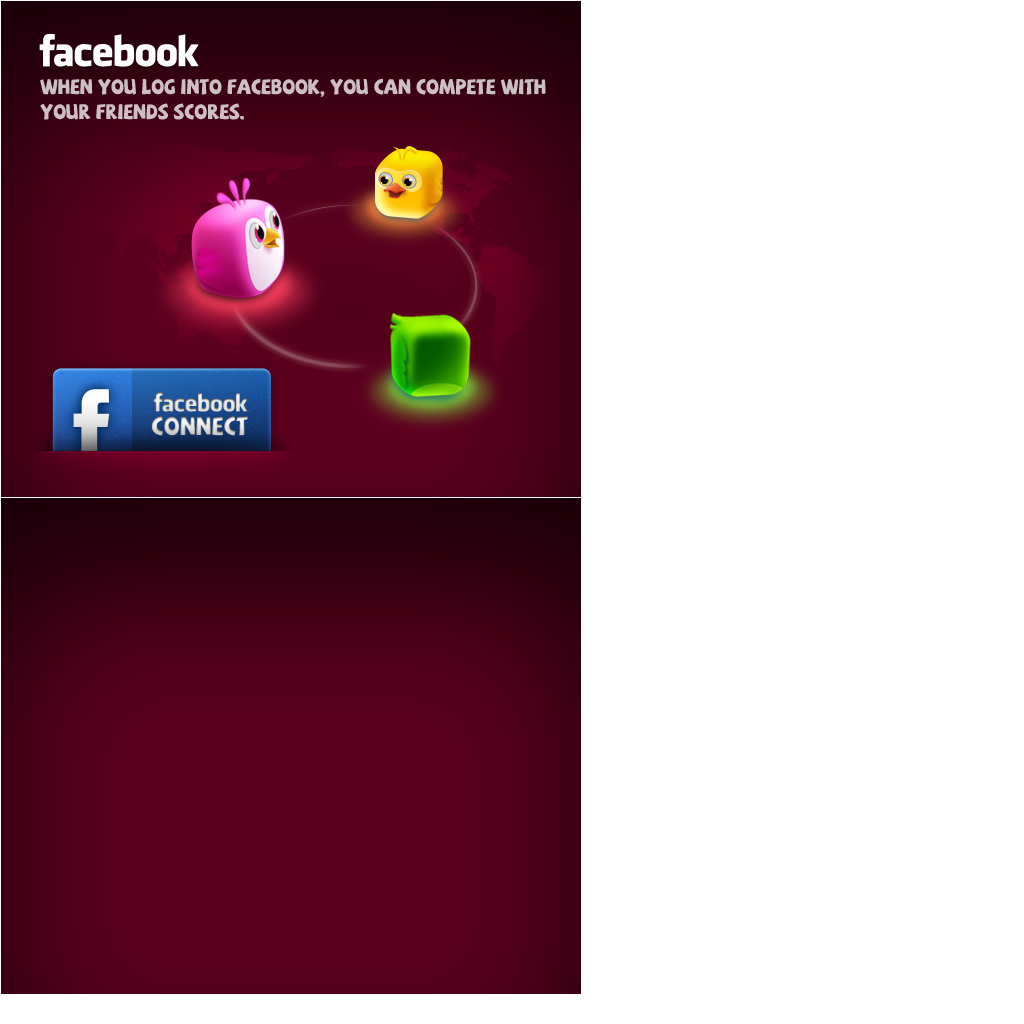 facebook
WHEN YOU LOG INTO FACEBOOK, YOU CAN COMPETE WITH
YOUR FRIENDS SCORES.
f
facebook
CONNECT